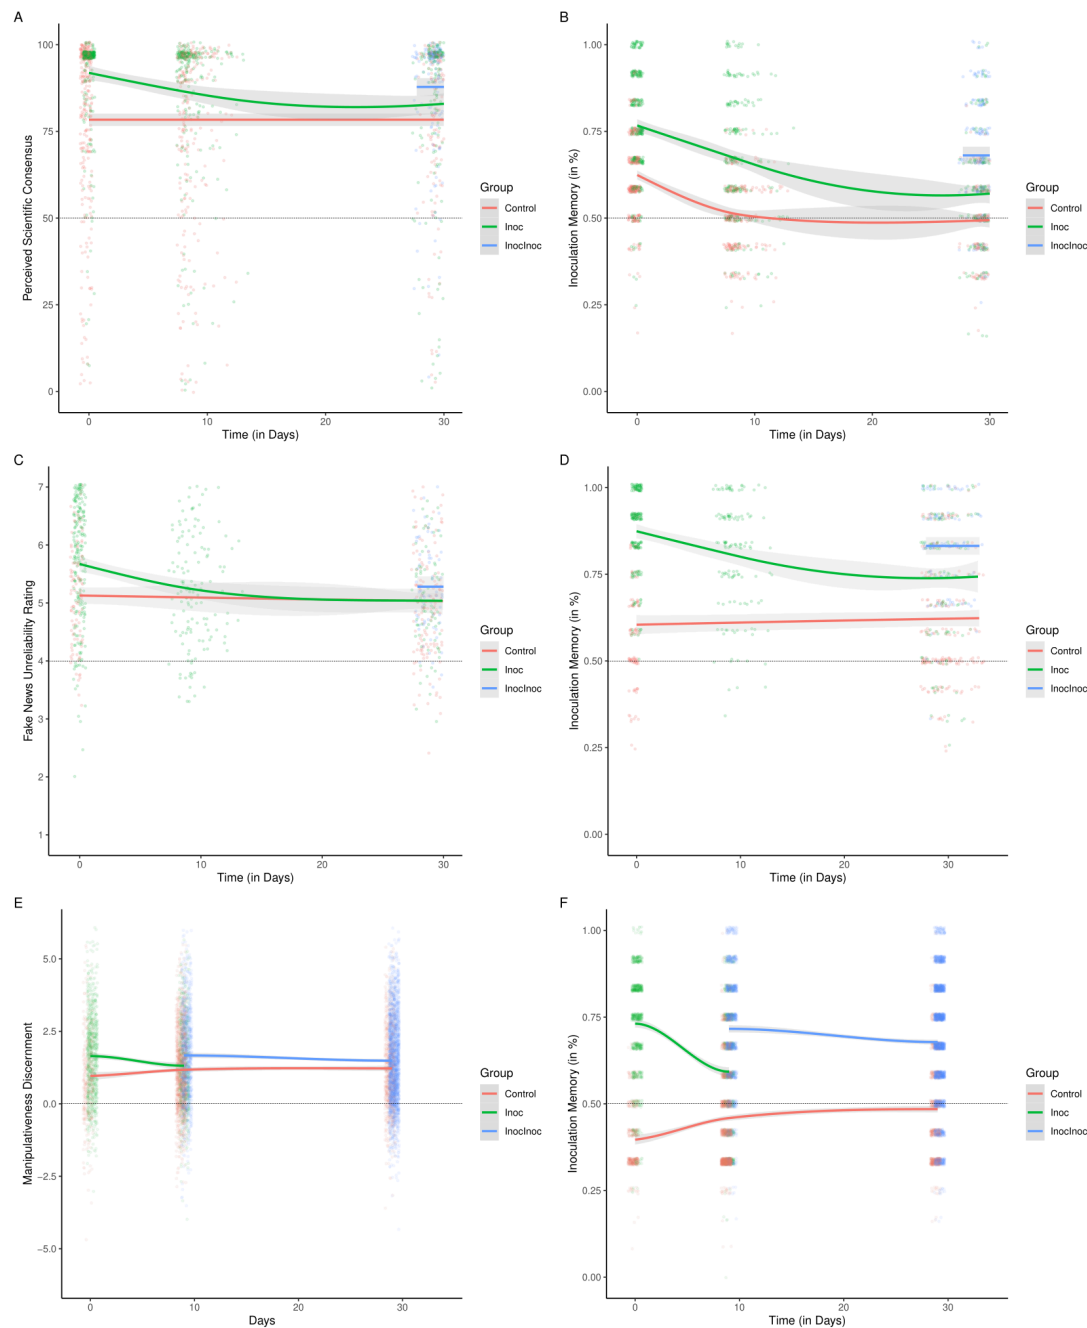 A
Perceived Scientific Consensus
100
75
50
25
0
0 10 20 30
Time (in Days)
Group
Control
Inoc
InocInoc
B
Inoculation Memory (in %)
1.00
0.75
0.50
0.25
0.00
0 10 20 30
Time (in Days)
Group
Control
Inoc
InocInoc
C
Fake News Unreliability Rating
7
6
5
4
3
2
1
0 10 20 30
Time (in Days)
Group
Control
Inoc
InocInoc
D
Inoculation Memory (in %)
1.00
0.75
0.50
0.25
0.00
0 10 20 30
Time (in Days)
Group
Control
Inoc
InocInoc
E
Manipulativeness Discernment
5.0
2.5
0.0
−2.5
−5.0
0 10 20 30
Days
Group
Control
Inoc
InocInoc
F
Inoculation Memory (in %)
1.00
0.75
0.50
0.25
0.00
0 10 20 30
Time (in Days)
Group
Control
Inoc
InocInoc